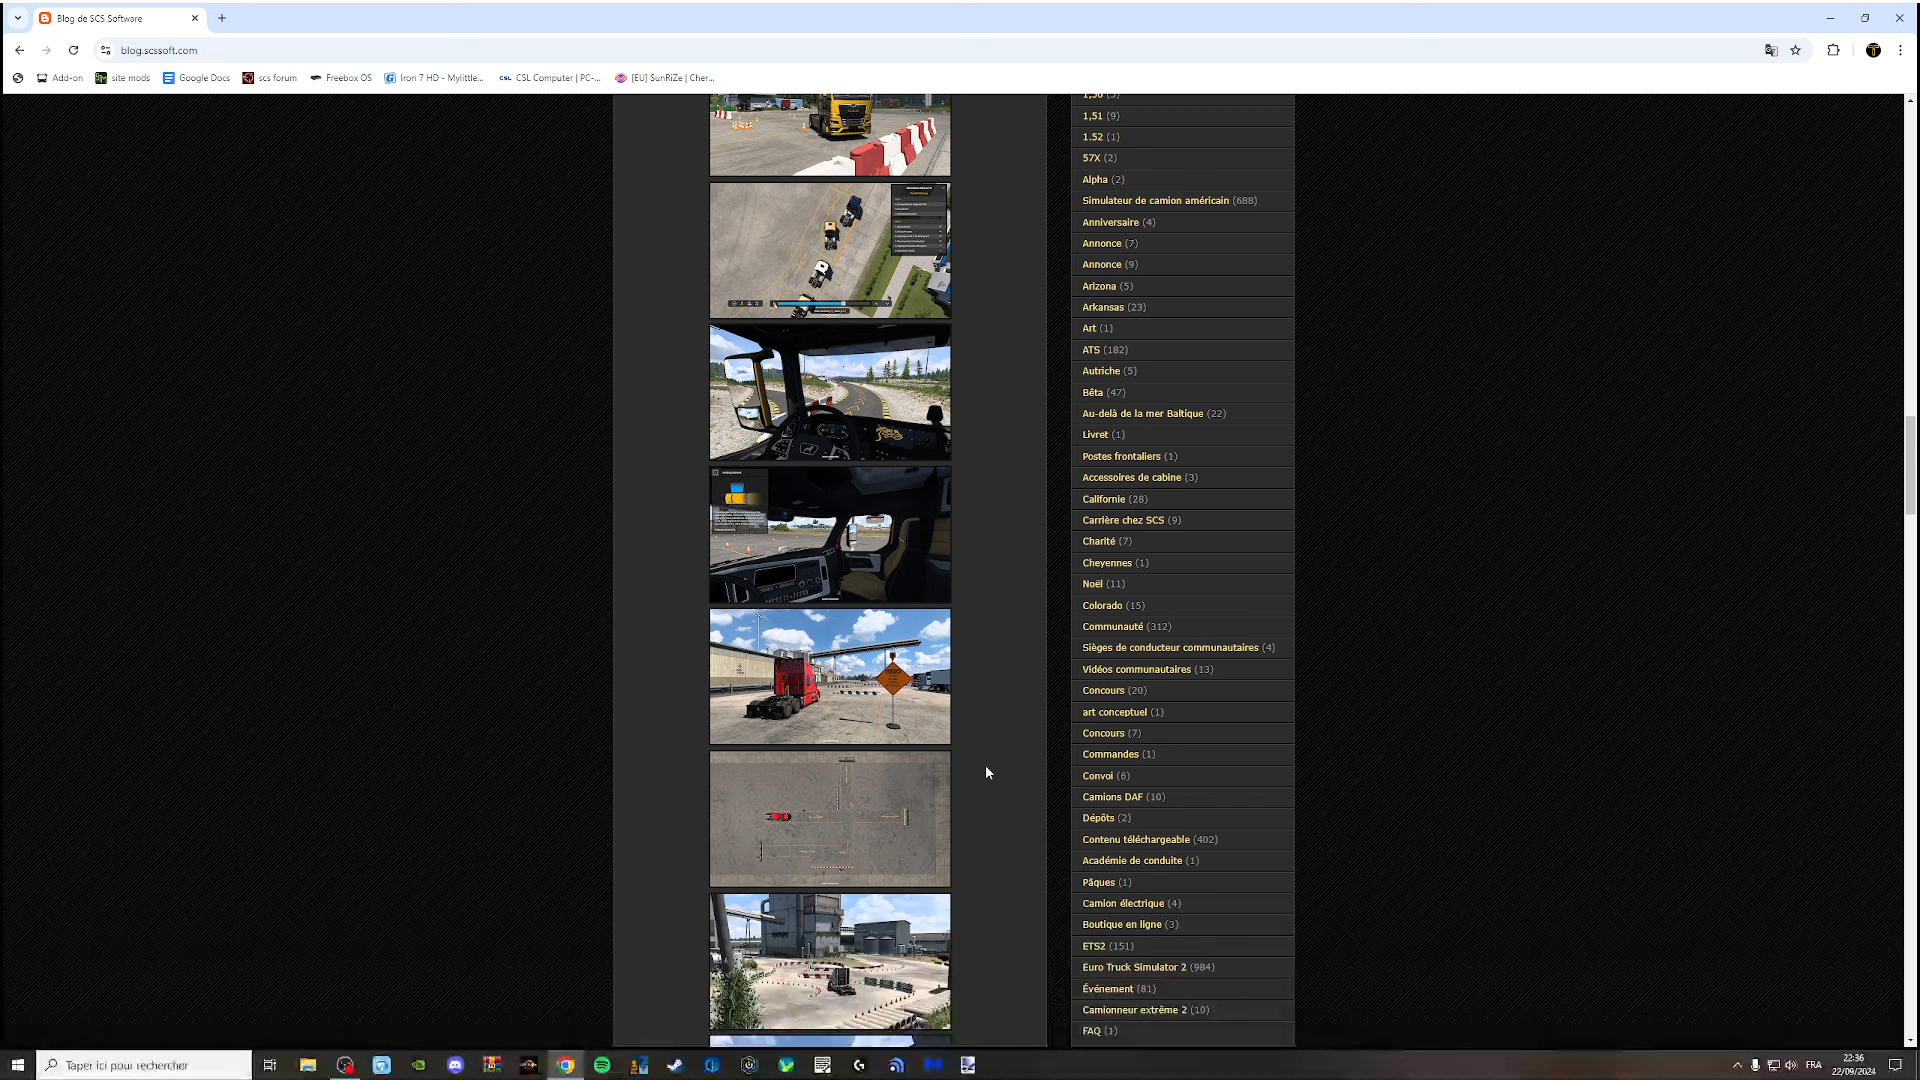 Blog de SCS Software
blog.scssoft.com
Add-on
site mods
Google Docs
scs forum
Freebox OS
Iron 7 HD - Mylittle...
CSL Computer | PC-...
[EU] SunRiZe | Cher...
1,51 (9)
1.52 (1)
57X (2)
Alpha (2)
Simulateur de camion américain (688)
Anniversaire (4)
Annonce (7)
Annonce (9)
Arizona (5)
Arkansas (23)
Art (1)
ATS (182)
Autriche (5)
Bêta (47)
Au-delà de la mer Baltique (22)
Livret (1)
Postes frontaliers (1)
Accessoires de cabine (3)
Californie (28)
Carrière chez SCS (9)
Charité (7)
Cheyennes (1)
Noël (11)
Colorado (15)
Communauté (312)
Sièges de conducteur communautaires (4)
Vidéos communautaires (13)
Concours (20)
art conceptuel (1)
Concours (7)
Commandes (1)
Convoi (6)
Camions DAF (10)
Dépôts (2)
Contenu téléchargeable (402)
Académie de conduite (1)
Pâques (1)
Camion électrique (4)
Boutique en ligne (3)
ETS2 (151)
Euro Truck Simulator 2 (984)
Événement (81)
Camionneur extrême 2 (10)
FAQ (1)
Taper ici pour rechercher
FRA
22:36
22/09/2024